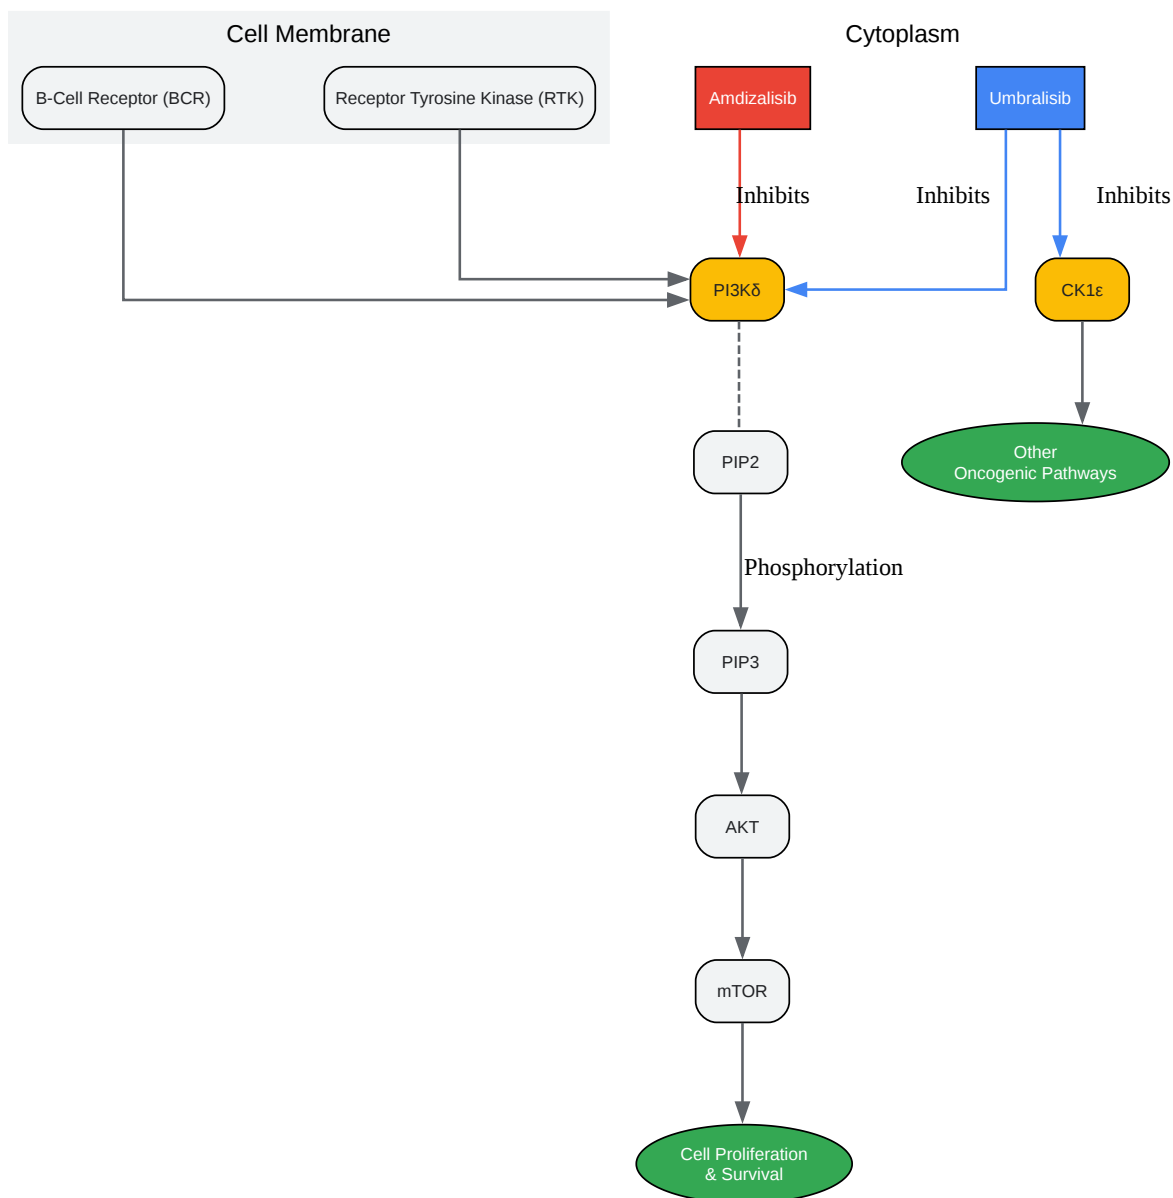 Cell Membrane
Cytoplasm
B-Cell Receptor (BCR)
Receptor Tyrosine Kinase (RTK)
Amdizalisib
Umbralisib
Inhibits
Inhibits
Inhibits
PI3Kδ
CK1ε
PIP2
Other
Oncogenic Pathways
Phosphorylation
PIP3
AKT
mTOR
Cell Proliferation
& Survival